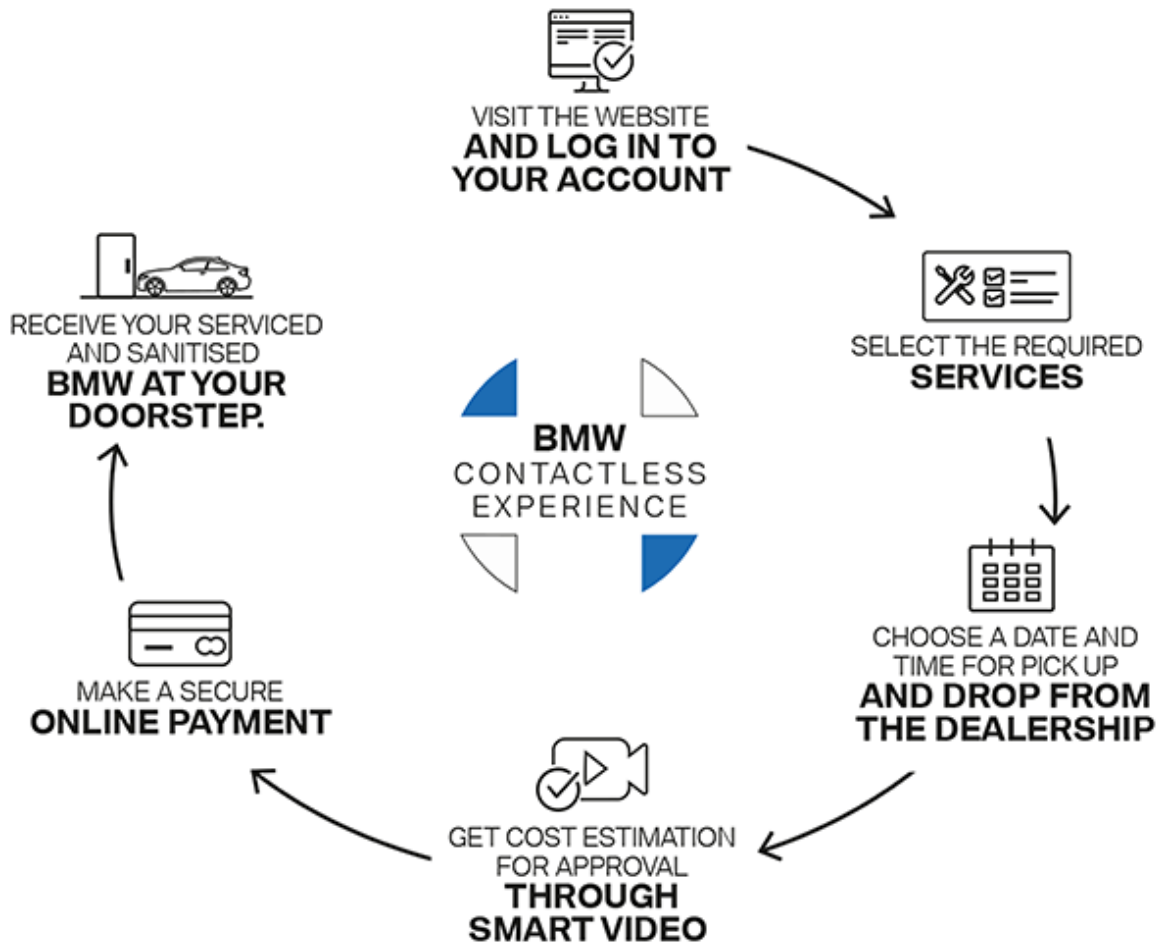 VISIT THE WEBSITE
AND LOG IN TO
YOUR ACCOUNT
SELECT THE REQUIRED
SERVICES
CHOOSE A DATE AND
TIME FOR PICK UP
AND DROP FROM
THE DEALERSHIP
GET COST ESTIMATION
FOR APPROVAL
THROUGH
SMART VIDEO
MAKE A SECURE
ONLINE PAYMENT
RECEIVE YOUR SERVICED
AND SANITISED
BMW AT YOUR
DOORSTEP.
BMW
CONTACTLESS
EXPERIENCE